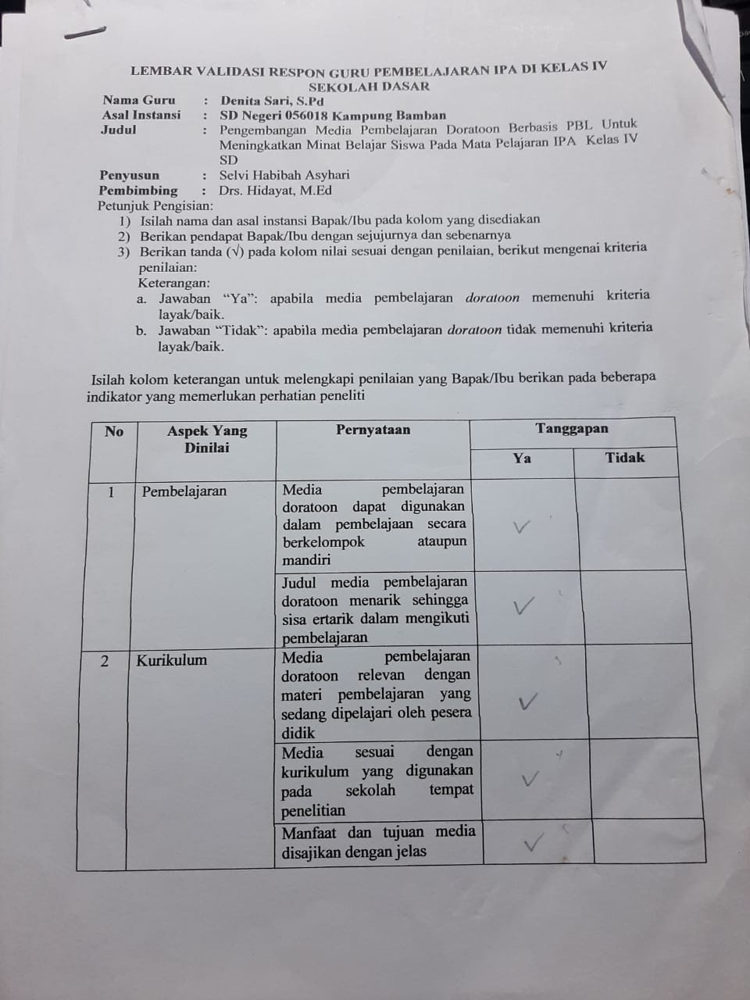 LEMBAR VALIDASI RESPON GURU PEMBELAJARAN IPA DI KELAS IV
SEKOLAH DASAR
Nama Guru : Denita Sari, S.Pd
Asal Instansi : SD Negeri 056018 Kampung Bamban
Judul : Pengembangan Media Pembelajaran Doratoon Berbasis PBL Untuk
Meningkatkan Minat Belajar Siswa Pada Mata Pelajaran IPA Kelas IV
SD
Penyusun : Selvi Habibah Asyhari
Pembimbing : Drs. Hidayat, M.Ed
Petunjuk Pengisian:
1) Isilah nama dan asal instansi Bapak/Ibu pada kolom yang disediakan
2) Berikan pendapat Bapak/Ibu dengan sejujurnya dan sebenarnya
3) Berikan tanda (√) pada kolom nilai sesuai dengan penilaian, berikut mengenai kriteria
penilaian:
Keterangan:
a. Jawaban “Ya”: apabila media pembelajaran doratoon memenuhi kriteria
layak/baik.
b. Jawaban “Tidak”: apabila media pembelajaran doratoon tidak memenuhi kriteria
layak/baik.
Isilah kolom keterangan untuk melengkapi penilaian yang Bapak/Ibu berikan pada beberapa
indikator yang memerlukan perhatian peneliti
No Aspek Yang Pernyataan Tanggapan
Dinilai
Ya Tidak
1 Pembelajaran Media pembelajaran
doratoon dapat digunakan
dalam pembelajaan secara ✓
berkelompok ataupun
mandiri
Judul media pembelajaran
doratoon menarik sehingga ✓
sisa ertarik dalam mengikuti
pembelajaran
2 Kurikulum Media pembelajaran
doratoon relevan dengan
materi pembelajaran yang ✓
sedang dipelajari oleh pesera
didik
Media sesuai dengan
kurikulum yang digunakan ✓
pada sekolah tempat
penelitian
Manfaat dan tujuan media ✓
disajikan dengan jelas